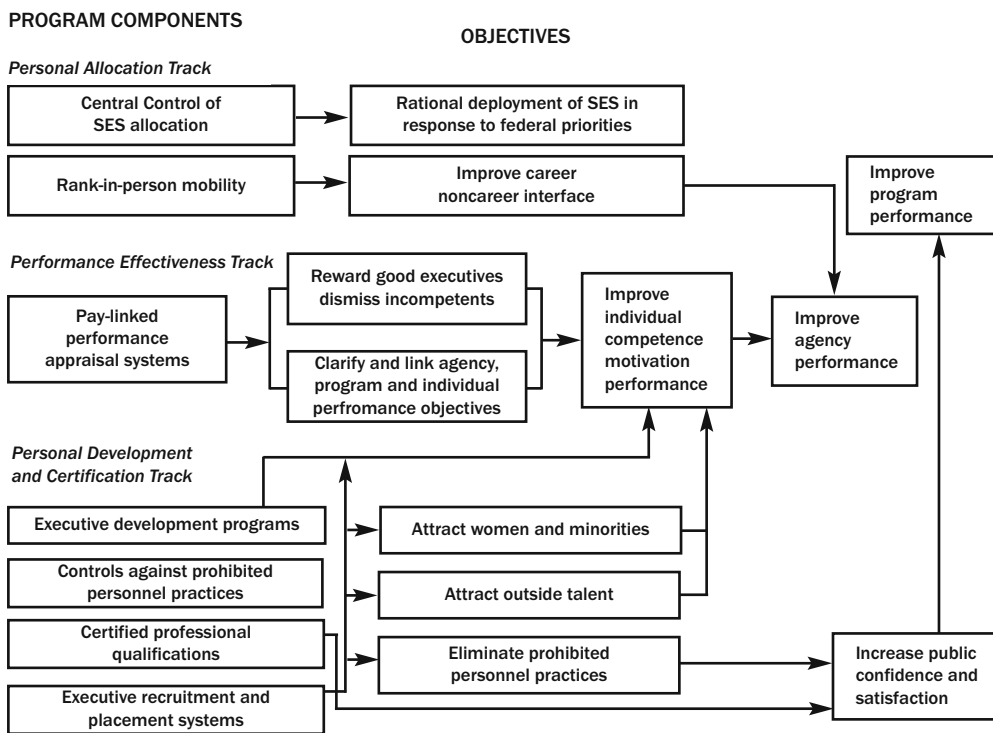 PROGRAM COMPONENTS
OBJECTIVES
Personal Allocation Track
Central Control of
SES allocation
Rational deployment of SES in
response to federal priorities
Rank-in-person mobility
Improve career
noncareer interface
Improve
program
performance
Performance Effectiveness Track
Pay-linked
performance
appraisal systems
Reward good executives
dismiss incompetents
Clarify and link agency,
program and individual
perfromance objectives
Improve
individual
competence
motivation
performance
Improve
agency
performance
Personal Development
and Certification Track
Executive development programs
Attract women and minorities
Controls against prohibited
personnel practices
Attract outside talent
Certified professional
qualifications
Eliminate prohibited
personnel practices
Increase public
confidence and
satisfaction
Executive recruitment and
placement systems